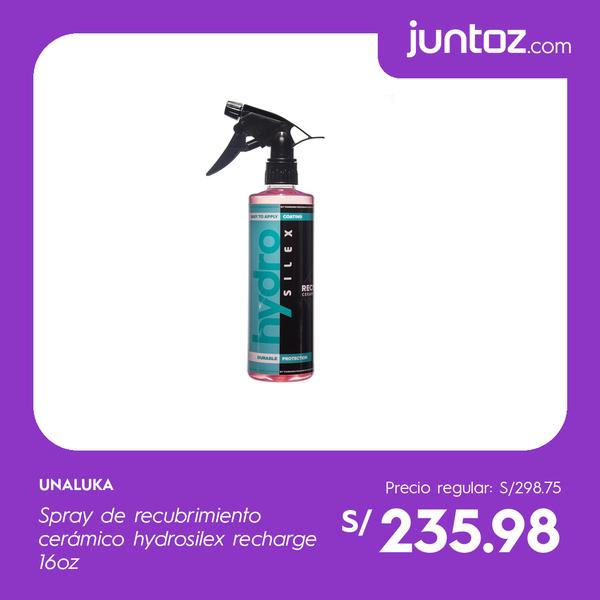 juntoz.com
EASY TO APPLY COATING
hydro
SILEX
DURABLE PROTECTION
UNALUKA
Precio regular: S/298.75
Spray de recubrimiento
cerámico hydrosilex recharge
16oz
S/ 235.98